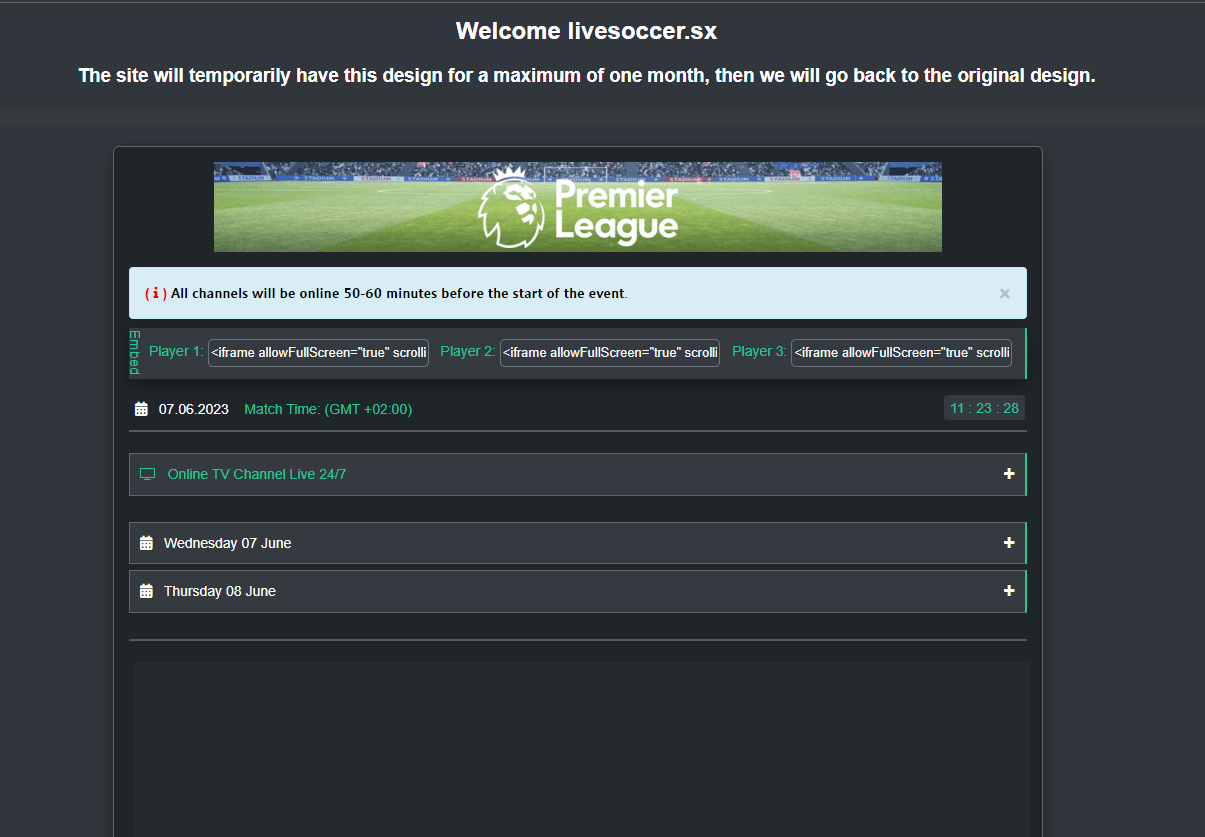 Welcome livesoccer.sx
The site will temporarily have this design for a maximum of one month, then we will go back to the original design.
Premier
League
( i ) All channels will be online 50-60 minutes before the start of the event.
×
Embed
Player 1: <iframe allowFullScreen="true" scrolli Player 2: <iframe allowFullScreen="true" scrolli Player 3: <iframe allowFullScreen="true" scrolli
07.06.2023 Match Time: (GMT +02:00) 11 : 23 : 28
Online TV Channel Live 24/7 +
Wednesday 07 June +
Thursday 08 June +